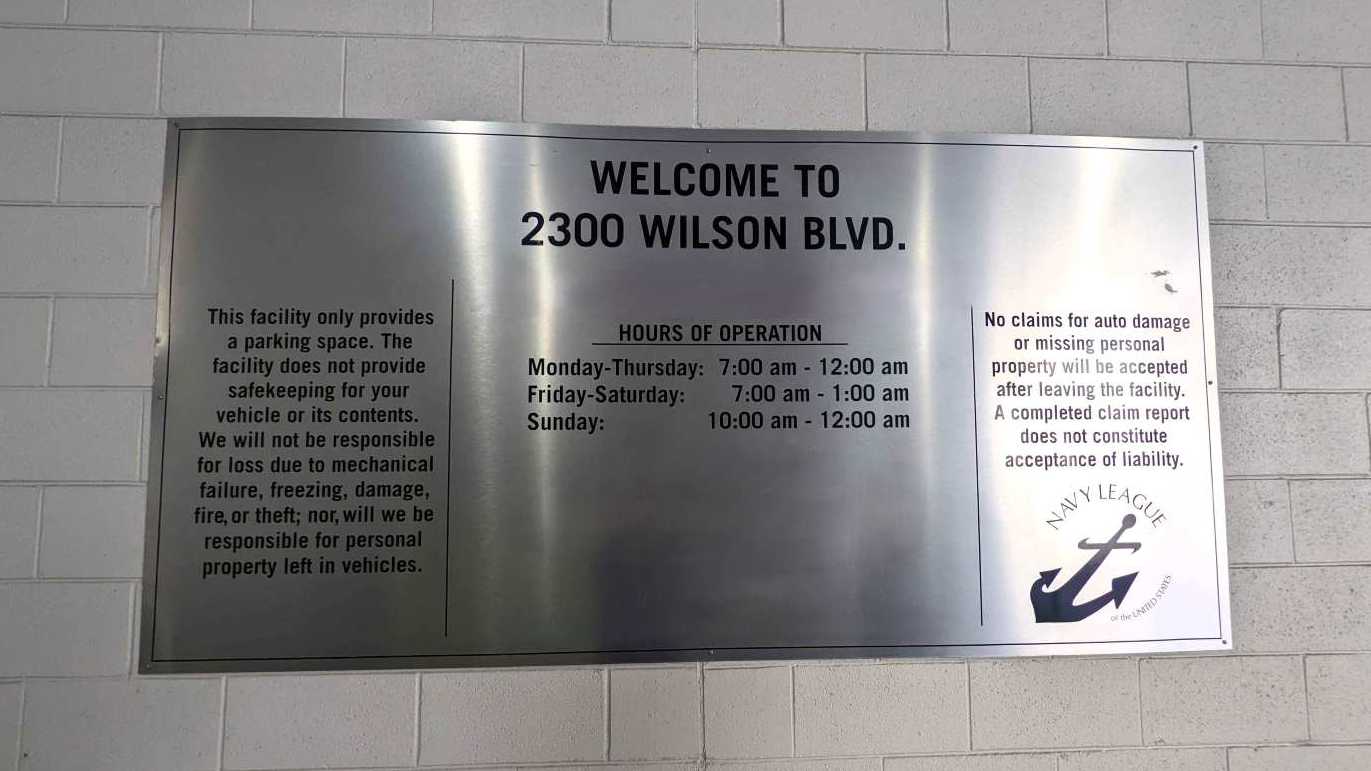 WELCOME TO
2300 WILSON BLVD.
This facility only provides
a parking space. The
facility does not provide
safekeeping for your
vehicle or its contents.
We will not be responsible
for loss due to mechanical
failure, freezing, damage,
fire, or theft; nor, will we be
responsible for personal
property left in vehicles.
HOURS OF OPERATION
Monday-Thursday: 7:00 am - 12:00 am
Friday-Saturday: 7:00 am - 1:00 am
Sunday: 10:00 am - 12:00 am
No claims for auto damage
or missing personal
property will be accepted
after leaving the facility.
A completed claim report
does not constitute
acceptance of liability.
NAVY LEAGUE
of the UNITED STATES